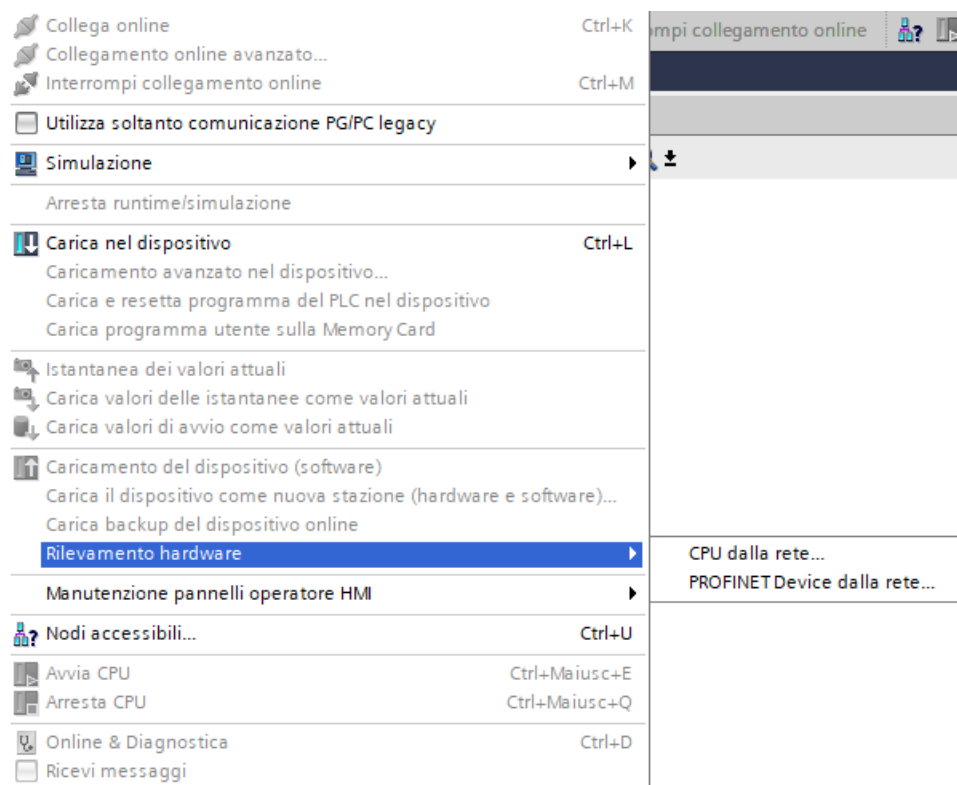 Collega online Ctrl+K
mpi collegamento online
Collegamento online avanzato...
Interrompi collegamento online Ctrl+M
Utilizza soltanto comunicazione PG/PC legacy
Simulazione
Arresta runtime/simulazione
Carica nel dispositivo Ctrl+L
Caricamento avanzato nel dispositivo...
Carica e resetta programma del PLC nel dispositivo
Carica programma utente sulla Memory Card
Istantanea dei valori attuali
Carica valori delle istantanee come valori attuali
Carica valori di avvio come valori attuali
Caricamento del dispositivo (software)
Carica il dispositivo come nuova stazione (hardware e software)...
Carica backup del dispositivo online
Rilevamento hardware
CPU dalla rete...
PROFINET Device dalla rete...
Manutenzione pannelli operatore HMI
Nodi accessibili... Ctrl+U
Avvia CPU Ctrl+Maiusc+E
Arresta CPU Ctrl+Maiusc+Q
Online & Diagnostica Ctrl+D
Ricevi messaggi